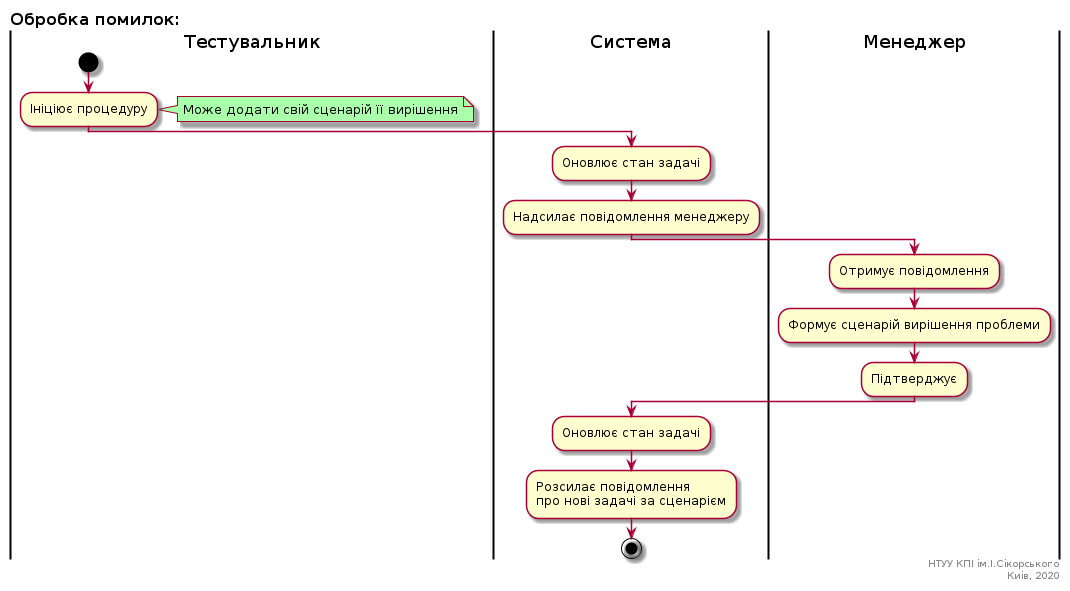 Обробка помилок:
Тестувальник
Система
Менеджер
Ініціює процедуру
Може додати свій сценарій її вирішення
Оновлює стан задачі
Надсилає повідомлення менеджеру
Отримує повідомлення
Формує сценарій вирішення проблеми
Підтверджує
Оновлює стан задачі
Розсилає повідомлення
про нові задачі за сценарієм
НТУУ КПІ ім.І.Сікорського
Київ, 2020